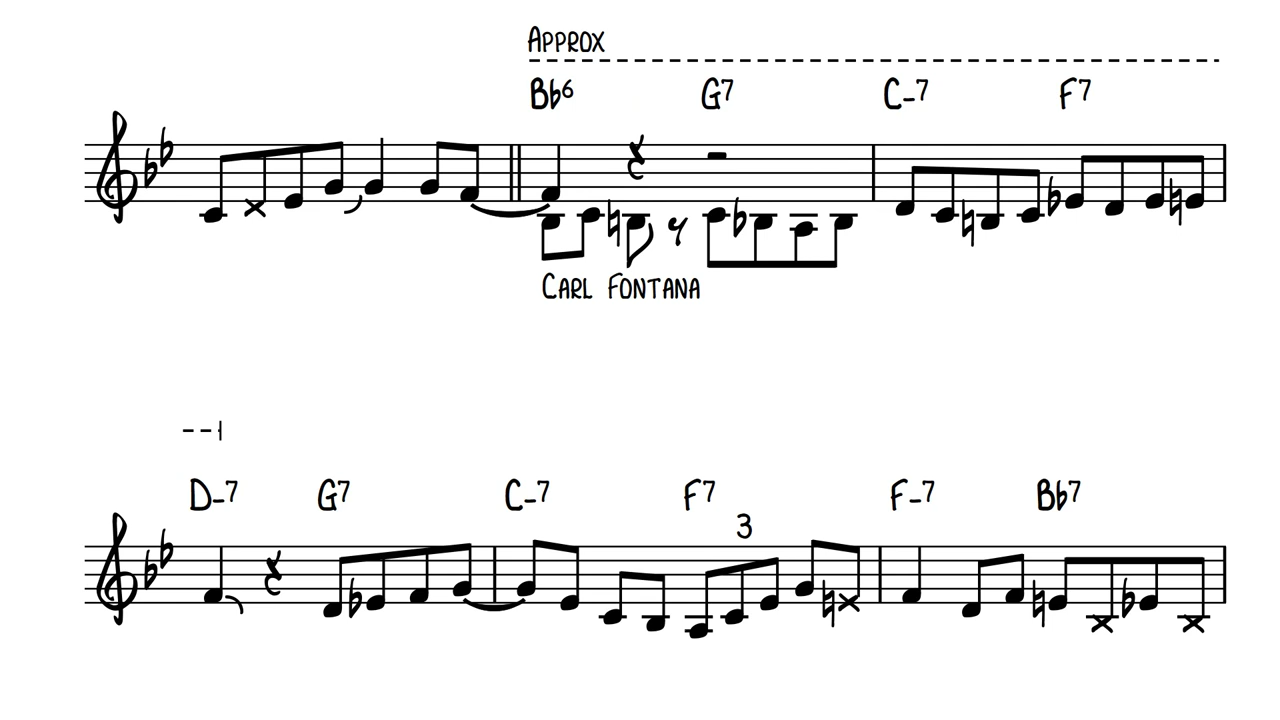 APPROX
Bb6 G7 C-7 F7
CARL FONTANA
D-7 G7 C-7 F7 F-7 Bb7
3